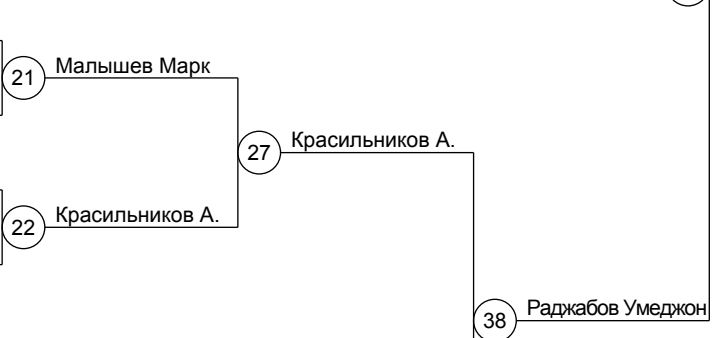 21 Малышев Марк
27 Красильников А.
22 Красильников А.
38 Раджабов Умеджон